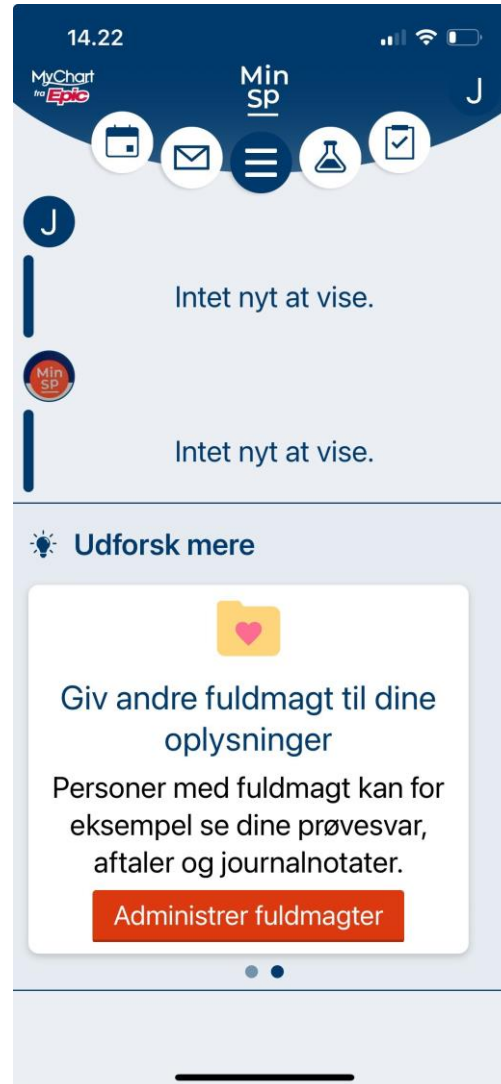 14.22
MyChart
fra Epic
Min
SP
J
J
Intet nyt at vise.
Min
SP
Intet nyt at vise.
Udforsk mere
Giv andre fuldmagt til dine
oplysninger
Personer med fuldmagt kan for
eksempel se dine prøvesvar,
aftaler og journalnotater.
Administrer fuldmagter